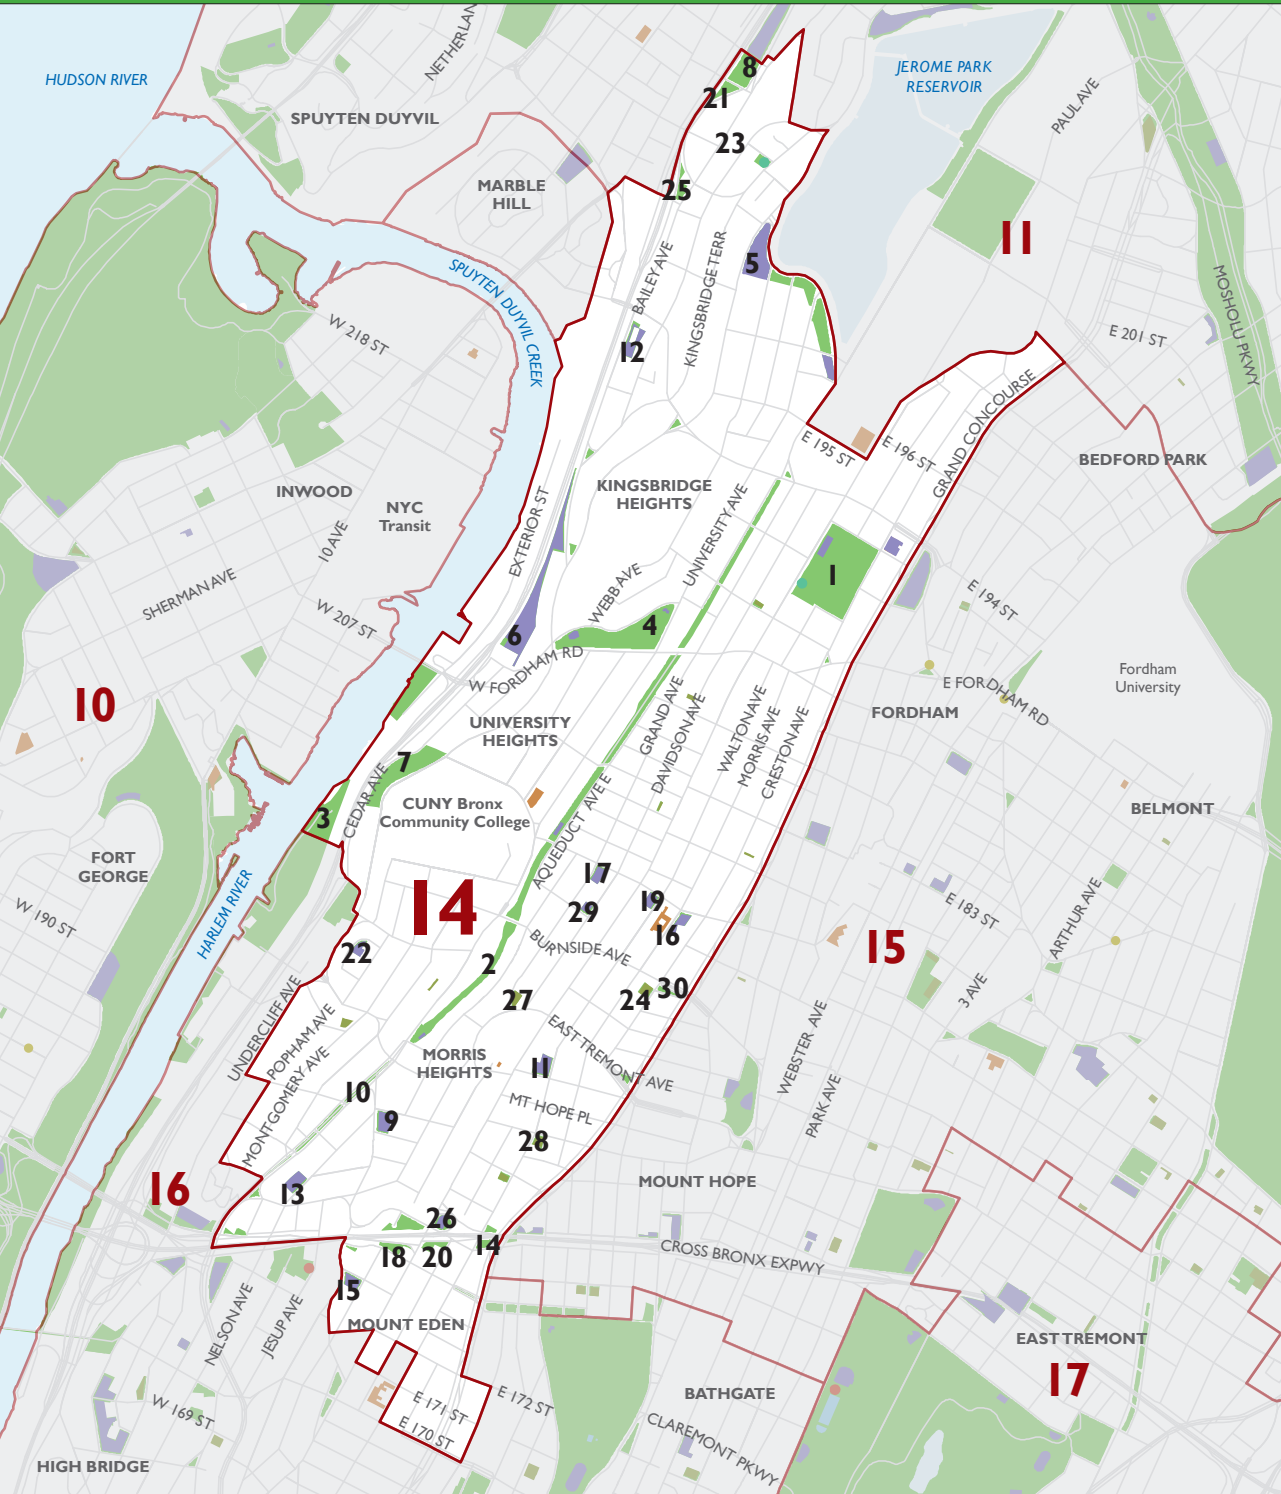 HUDSON RIVER
NETHERLAN
SPUYTEN DUYVIL
8
21
23
JEROME PARK
RESERVOIR
PAUL AVE
MARBLE
HILL
25
11
SPUYTEN DUYVIL CREEK
BAILEY AVE
KINGSBRIDGE TERR
5
MOSHOLU PKWY
W 218 ST
12
E 201 ST
GRAND CONCOURSE
E 195 ST
E 196 ST
BEDFORD PARK
INWOOD
NYC
Transit
10 AVE
KINGSBRIDGE
HEIGHTS
EXTERIOR ST
UNIVERSITY AVE
1
SHERMAN AVE
W 207 ST
WEBB AVE
E 194 ST
6
4
W FORDHAM RD
10
UNIVERSITY
HEIGHTS
GRAND AVE
DAVIDSON AVE
WALTON AVE
MORRIS AVE
CRESTON AVE
FORDHAM
E FORDHAM RD
Fordham
University
7
CEDAR AVE
3
CUNY Bronx
Community College
AQUEDUCT AVE E
BELMONT
FORT
GEORGE
W 190 ST
HARLEM RIVER
14
17
29
19
16
E 183 ST
ARTHUR AVE
15
22
2
BURNSIDE AVE
27
24
30
3 AVE
UNDERCLIFF AVE
POPHAM AVE
MONTGOMERY AVE
MORRIS
HEIGHTS
EAST TREMONT AVE
11
WEBSTER AVE
PARK AVE
10
9
MT HOPE PL
28
16
13
MOUNT HOPE
26
18
20
14
CROSS BRONX EXPWY
15
NELSON AVE
JESUP AVE
MOUNT EDEN
EAST TREMONT
17
W 169 ST
E 171 ST
E 170 ST
E 172 ST
BATHGATE
CLAREMONT PKWY
HIGH BRIDGE